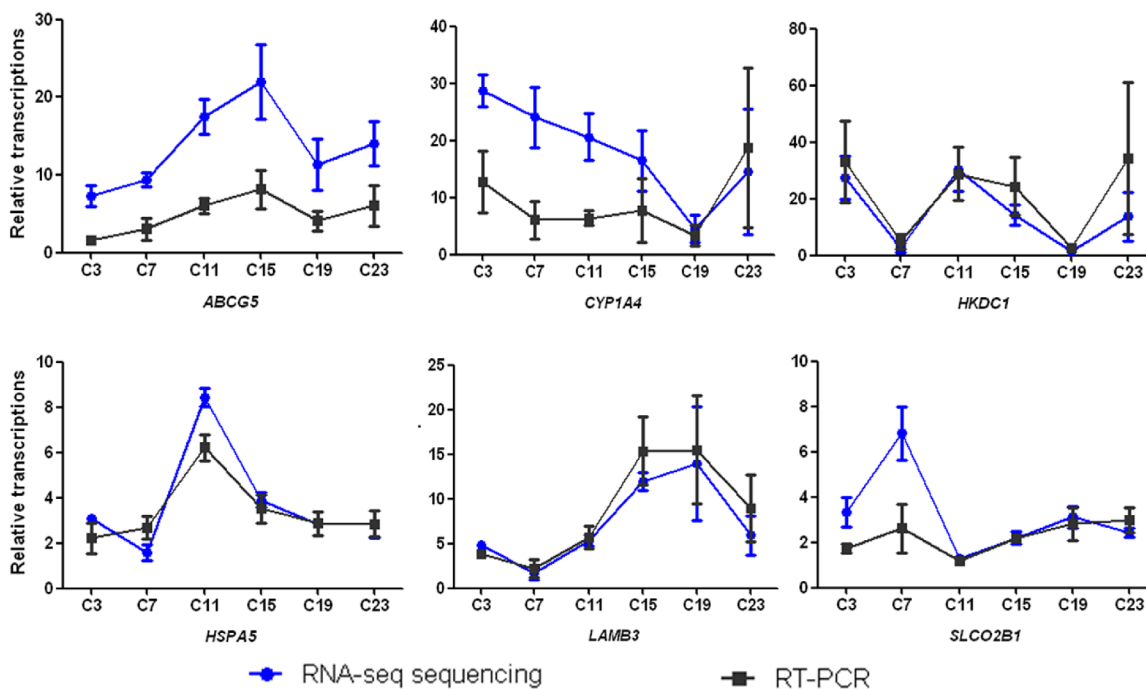 Relative transcriptions
30
20
10
0
C3 C7 C11 C15 C19 C23
ABCG5
40
30
20
10
0
C3 C7 C11 C15 C19 C23
CYP1A4
80
60
40
20
0
C3 C7 C11 C15 C19 C23
HKDC1
Relative transcriptions
10
8
6
4
2
0
C3 C7 C11 C15 C19 C23
HSPA5
25
20
15
10
5
0
C3 C7 C11 C15 C19 C23
LAMB3
10
8
6
4
2
0
C3 C7 C11 C15 C19 C23
SLCO2B1
RNA-seq sequencing
RT-PCR